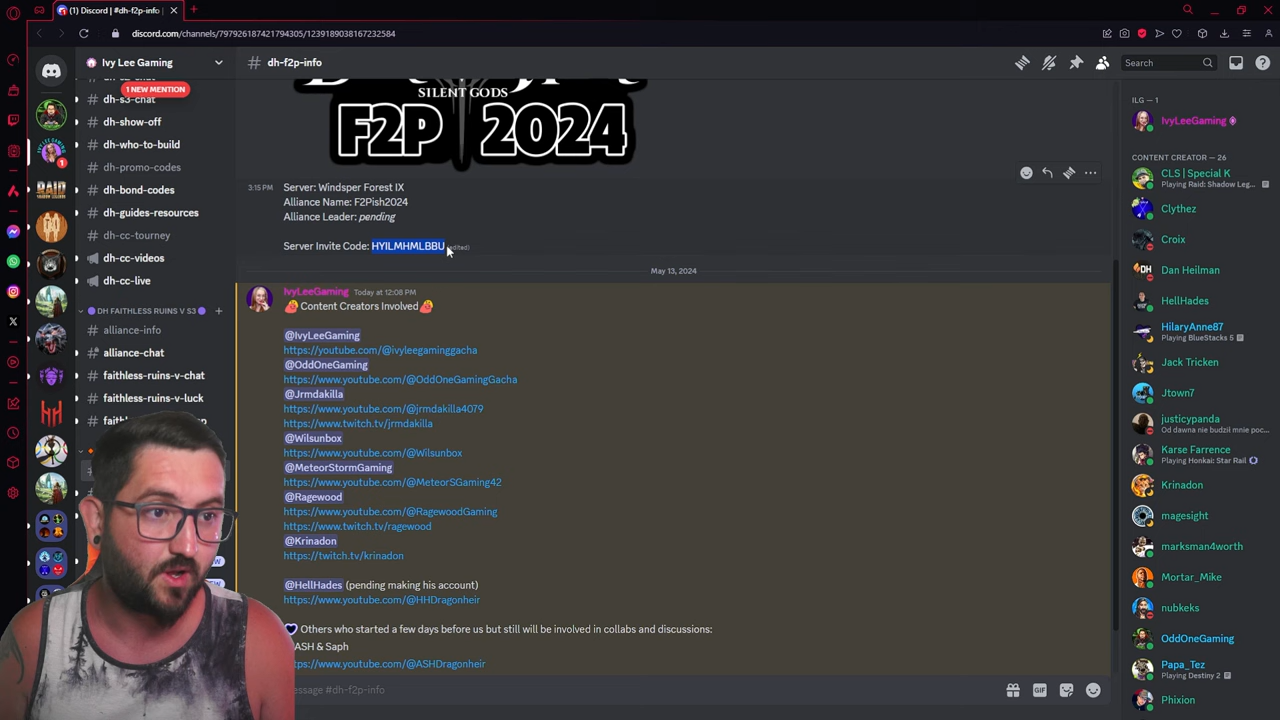 (1) Discord | #dh-f2p-info
discord.com/channels/797926187421794305/1239189038167232584
Ivy Lee Gaming
# dh-f2p-info
Search
1 NEW MENTION
dh-s3-chat
dh-show-off
dh-who-to-build
dh-promo-codes
dh-bond-codes
dh-guides-resources
dh-cc-tourney
dh-cc-videos
dh-cc-live
DH FAITHLESS RUINS V S3
alliance-info
alliance-chat
faithless-ruins-v-chat
faithless-ruins-v-luck
SILENT GODS
F2P 2024
3:15 PM
Server: Windsper Forest IX
Alliance Name: F2Pish2024
Alliance Leader: pending
Server Invite Code: HYILMHMLBBU (edited)
May 13, 2024
IvyLeeGaming Today at 12:08 PM
Content Creators Involved
@IvyLeeGaming
https://youtube.com/@ivyleegaminggacha
@OddOneGaming
https://www.youtube.com/@OddOneGamingGacha
@Jrmdakilla
https://www.youtube.com/@jrmdakilla4079
https://www.twitch.tv/jrmdakilla
@Wilsunbox
https://www.youtube.com/@Wilsunbox
@MeteorStormGaming
https://www.youtube.com/@MeteorSGaming42
@Ragewood
https://www.youtube.com/@RagewoodGaming
https://www.twitch.tv/ragewood
@Krinadon
https://twitch.tv/krinadon
@HellHades (pending making his account)
https://www.youtube.com/@HHDragonheir
Others who started a few days before us but still will be involved in collabs and discussions:
ASH & Saph
ps://www.youtube.com/@ASHDragonheir
essage #dh-f2p-info
GIF
ILG — 1
IvyLeeGaming
CONTENT CREATOR — 26
CLS | Special K
Playing Raid: Shadow Leg...
Clythez
Croix
Dan Heilman
HellHades
HilaryAnne87
Playing BlueStacks 5
Jack Tricken
Jtown7
justicypanda
Od dawna nie budził mnie poc...
Karse Farrence
Playing Honkai: Star Rail
Krinadon
magesight
marksman4worth
Mortar_Mike
nubkeks
OddOneGaming
Papa_Tez
Playing Destiny 2
Phixion